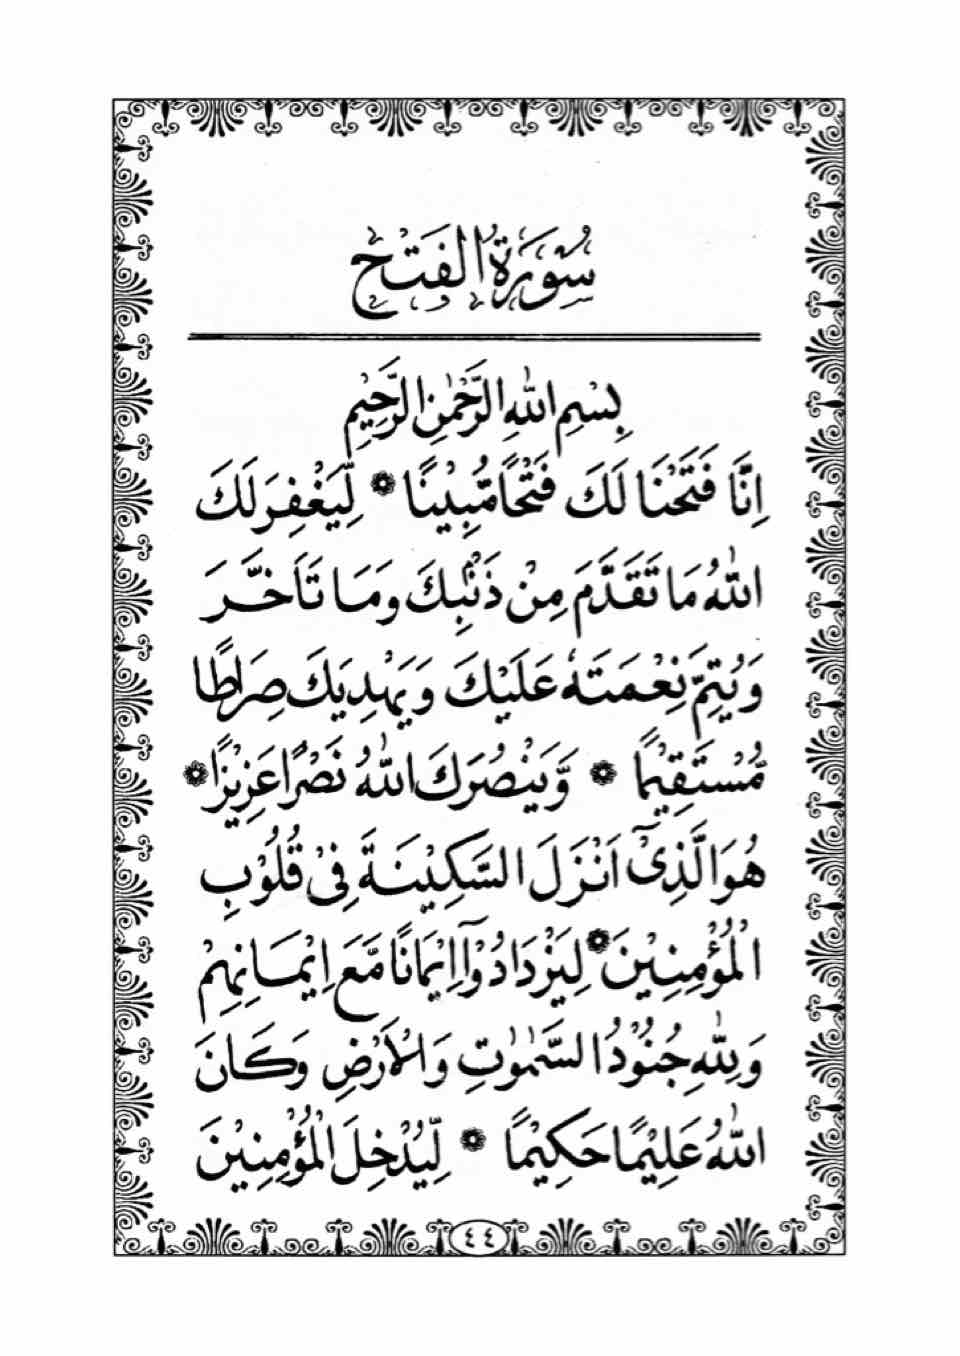 سُوْرَةُ الْفَتْحِ
بِسْمِ اللّٰهِ الرَّحْمٰنِ الرَّحِيْمِ
اِنَّا فَتَحْنَا لَكَ فَتْحًا مُّبِيْنًا ۞ لِّيَغْفِرَ لَكَ
اللّٰهُ مَا تَقَدَّمَ مِنْ ذَنْۢبِكَ وَمَا تَاَخَّرَ
وَيُتِمَّ نِعْمَتَهٗ عَلَيْكَ وَيَهْدِيَكَ صِرَاطًا
مُّسْتَقِيْمًا ۞ وَّيَنْصُرَكَ اللّٰهُ نَصْرًا عَزِيْزًا ۞
هُوَ الَّذِىْٓ اَنْزَلَ السَّكِيْنَةَ فِىْ قُلُوْبِ
الْمُؤْمِنِيْنَ ۞ لِيَزْدَادُوْٓا اِيْمَانًا مَّعَ اِيْمَانِهِمْ
وَلِلّٰهِ جُنُوْدُ السَّمٰوٰتِ وَالْاَرْضِ وَكَانَ
اللّٰهُ عَلِيْمًا حَكِيْمًا ۞ لِّيُدْخِلَ الْمُؤْمِنِيْنَ
٤٤